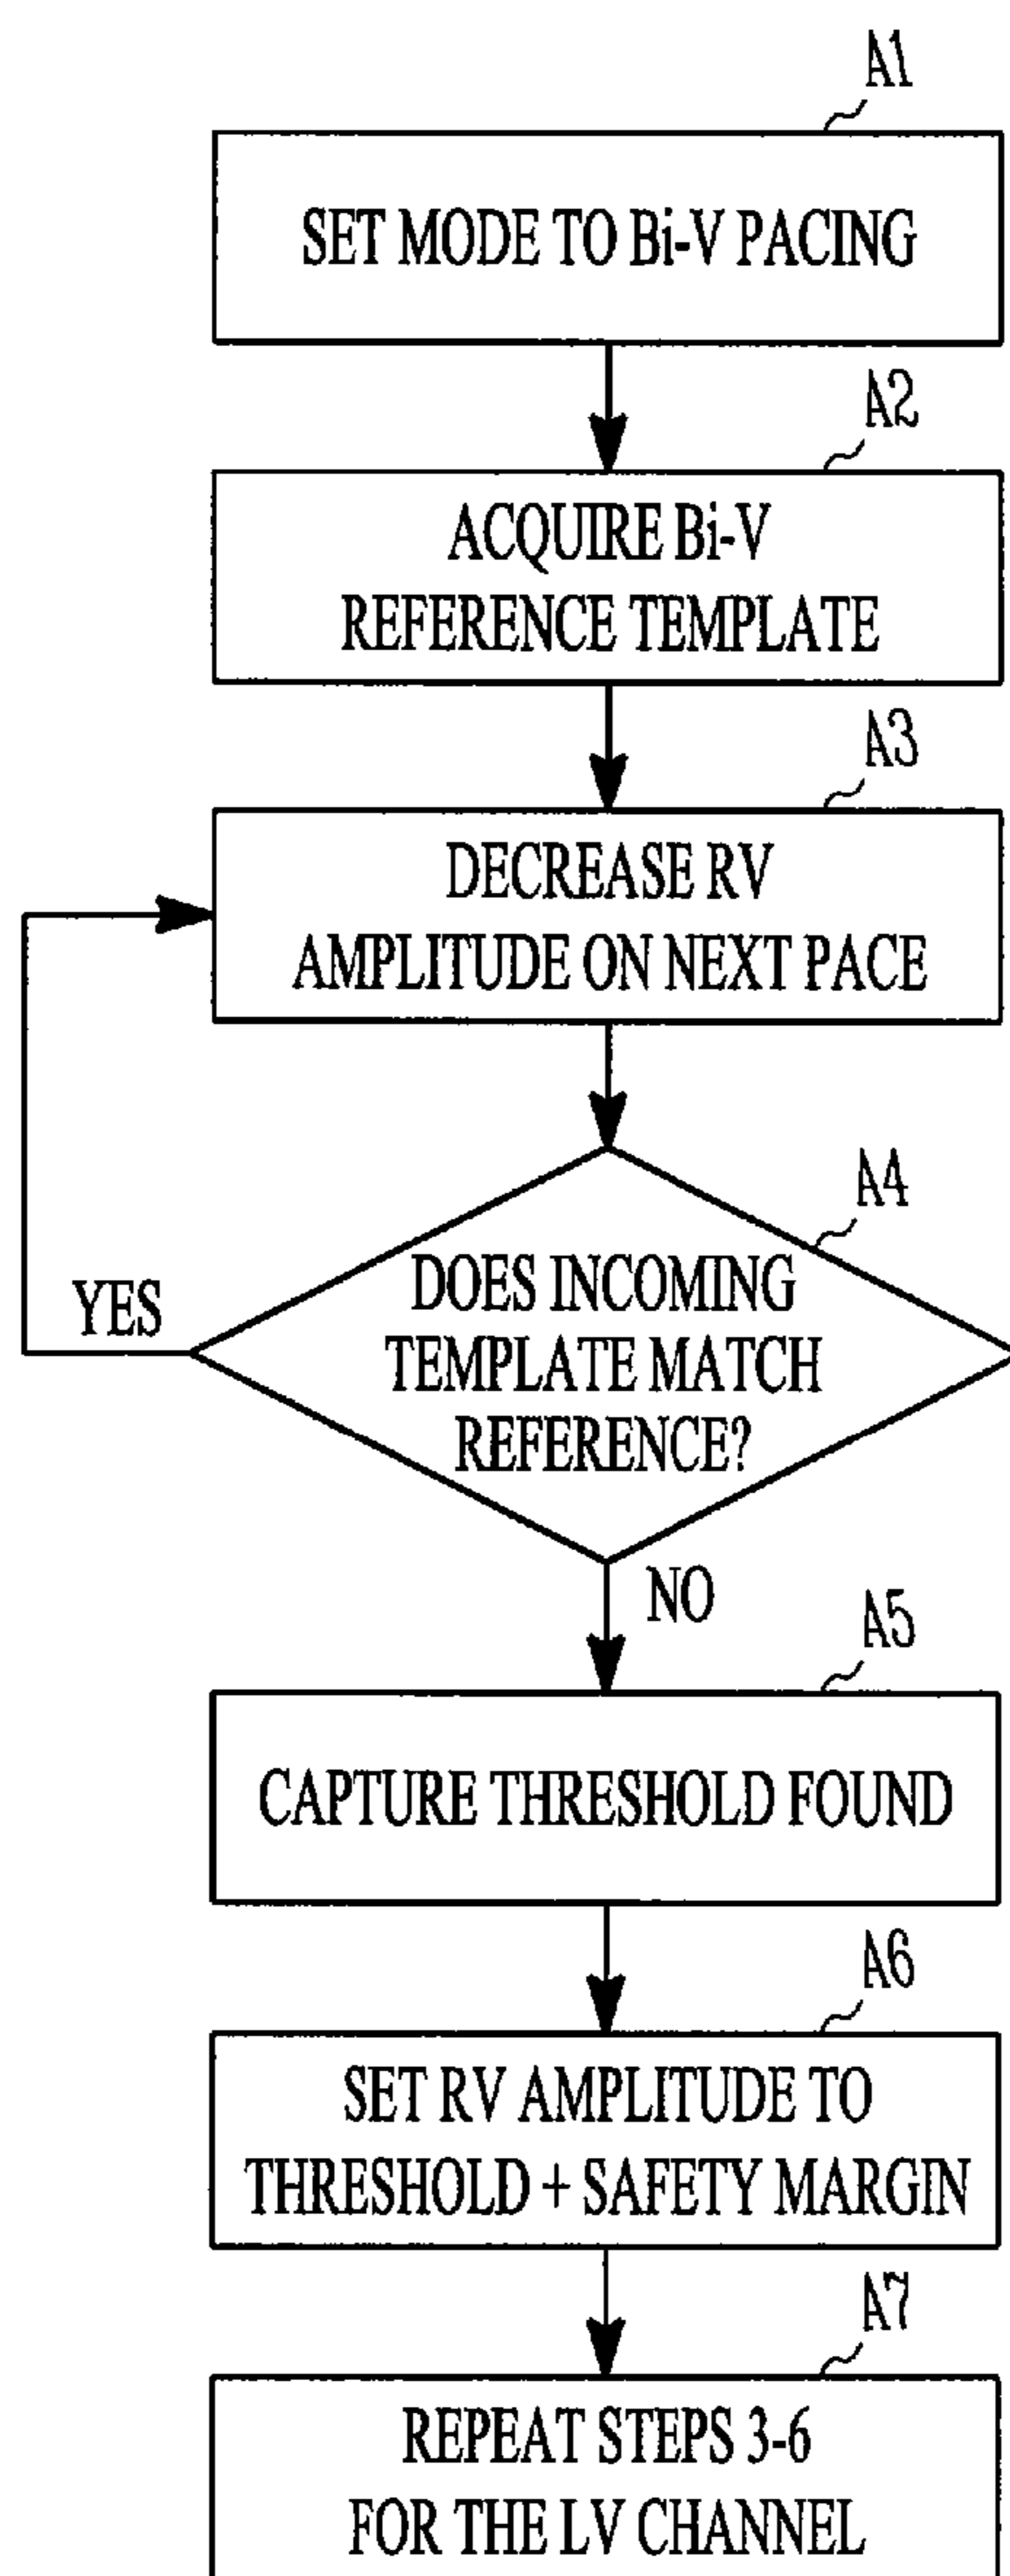 A1
SET MODE TO Bi-V PACING
A2
ACQUIRE Bi-V
REFERENCE TEMPLATE
A3
DECREASE RV
AMPLITUDE ON NEXT PACE
A4
DOES INCOMING
TEMPLATE MATCH
REFERENCE?
YES
NO
A5
CAPTURE THRESHOLD FOUND
A6
SET RV AMPLITUDE TO
THRESHOLD + SAFETY MARGIN
A7
REPEAT STEPS 3-6
FOR THE LV CHANNEL